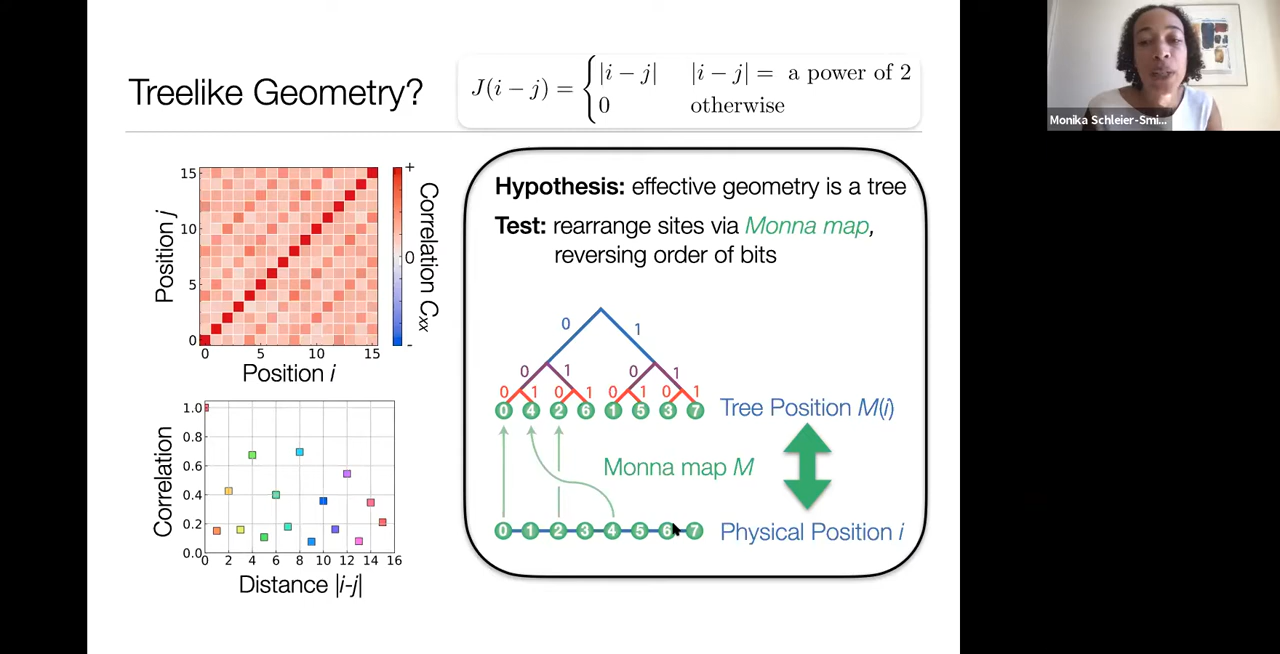 Treelike Geometry?
J(i − j) = { |i − j| |i − j| = a power of 2
0 otherwise
Monika Schleier-Smi...
15
10
5
0
Position j
0 5 10 15
Position i
+
0
-
Correlation Cxx
1.0
0.8
0.6
0.4
0.2
0.0
Correlation
0 2 4 6 8 10 12 14 16
Distance |i-j|
Hypothesis: effective geometry is a tree
Test: rearrange sites via Monna map,
reversing order of bits
0 1
0 1 0 1
0 1 0 1 0 1 0 1
0 4 2 6 1 5 3 7
Tree Position M(i)
Monna map M
0 1 2 3 4 5 6 7
Physical Position i